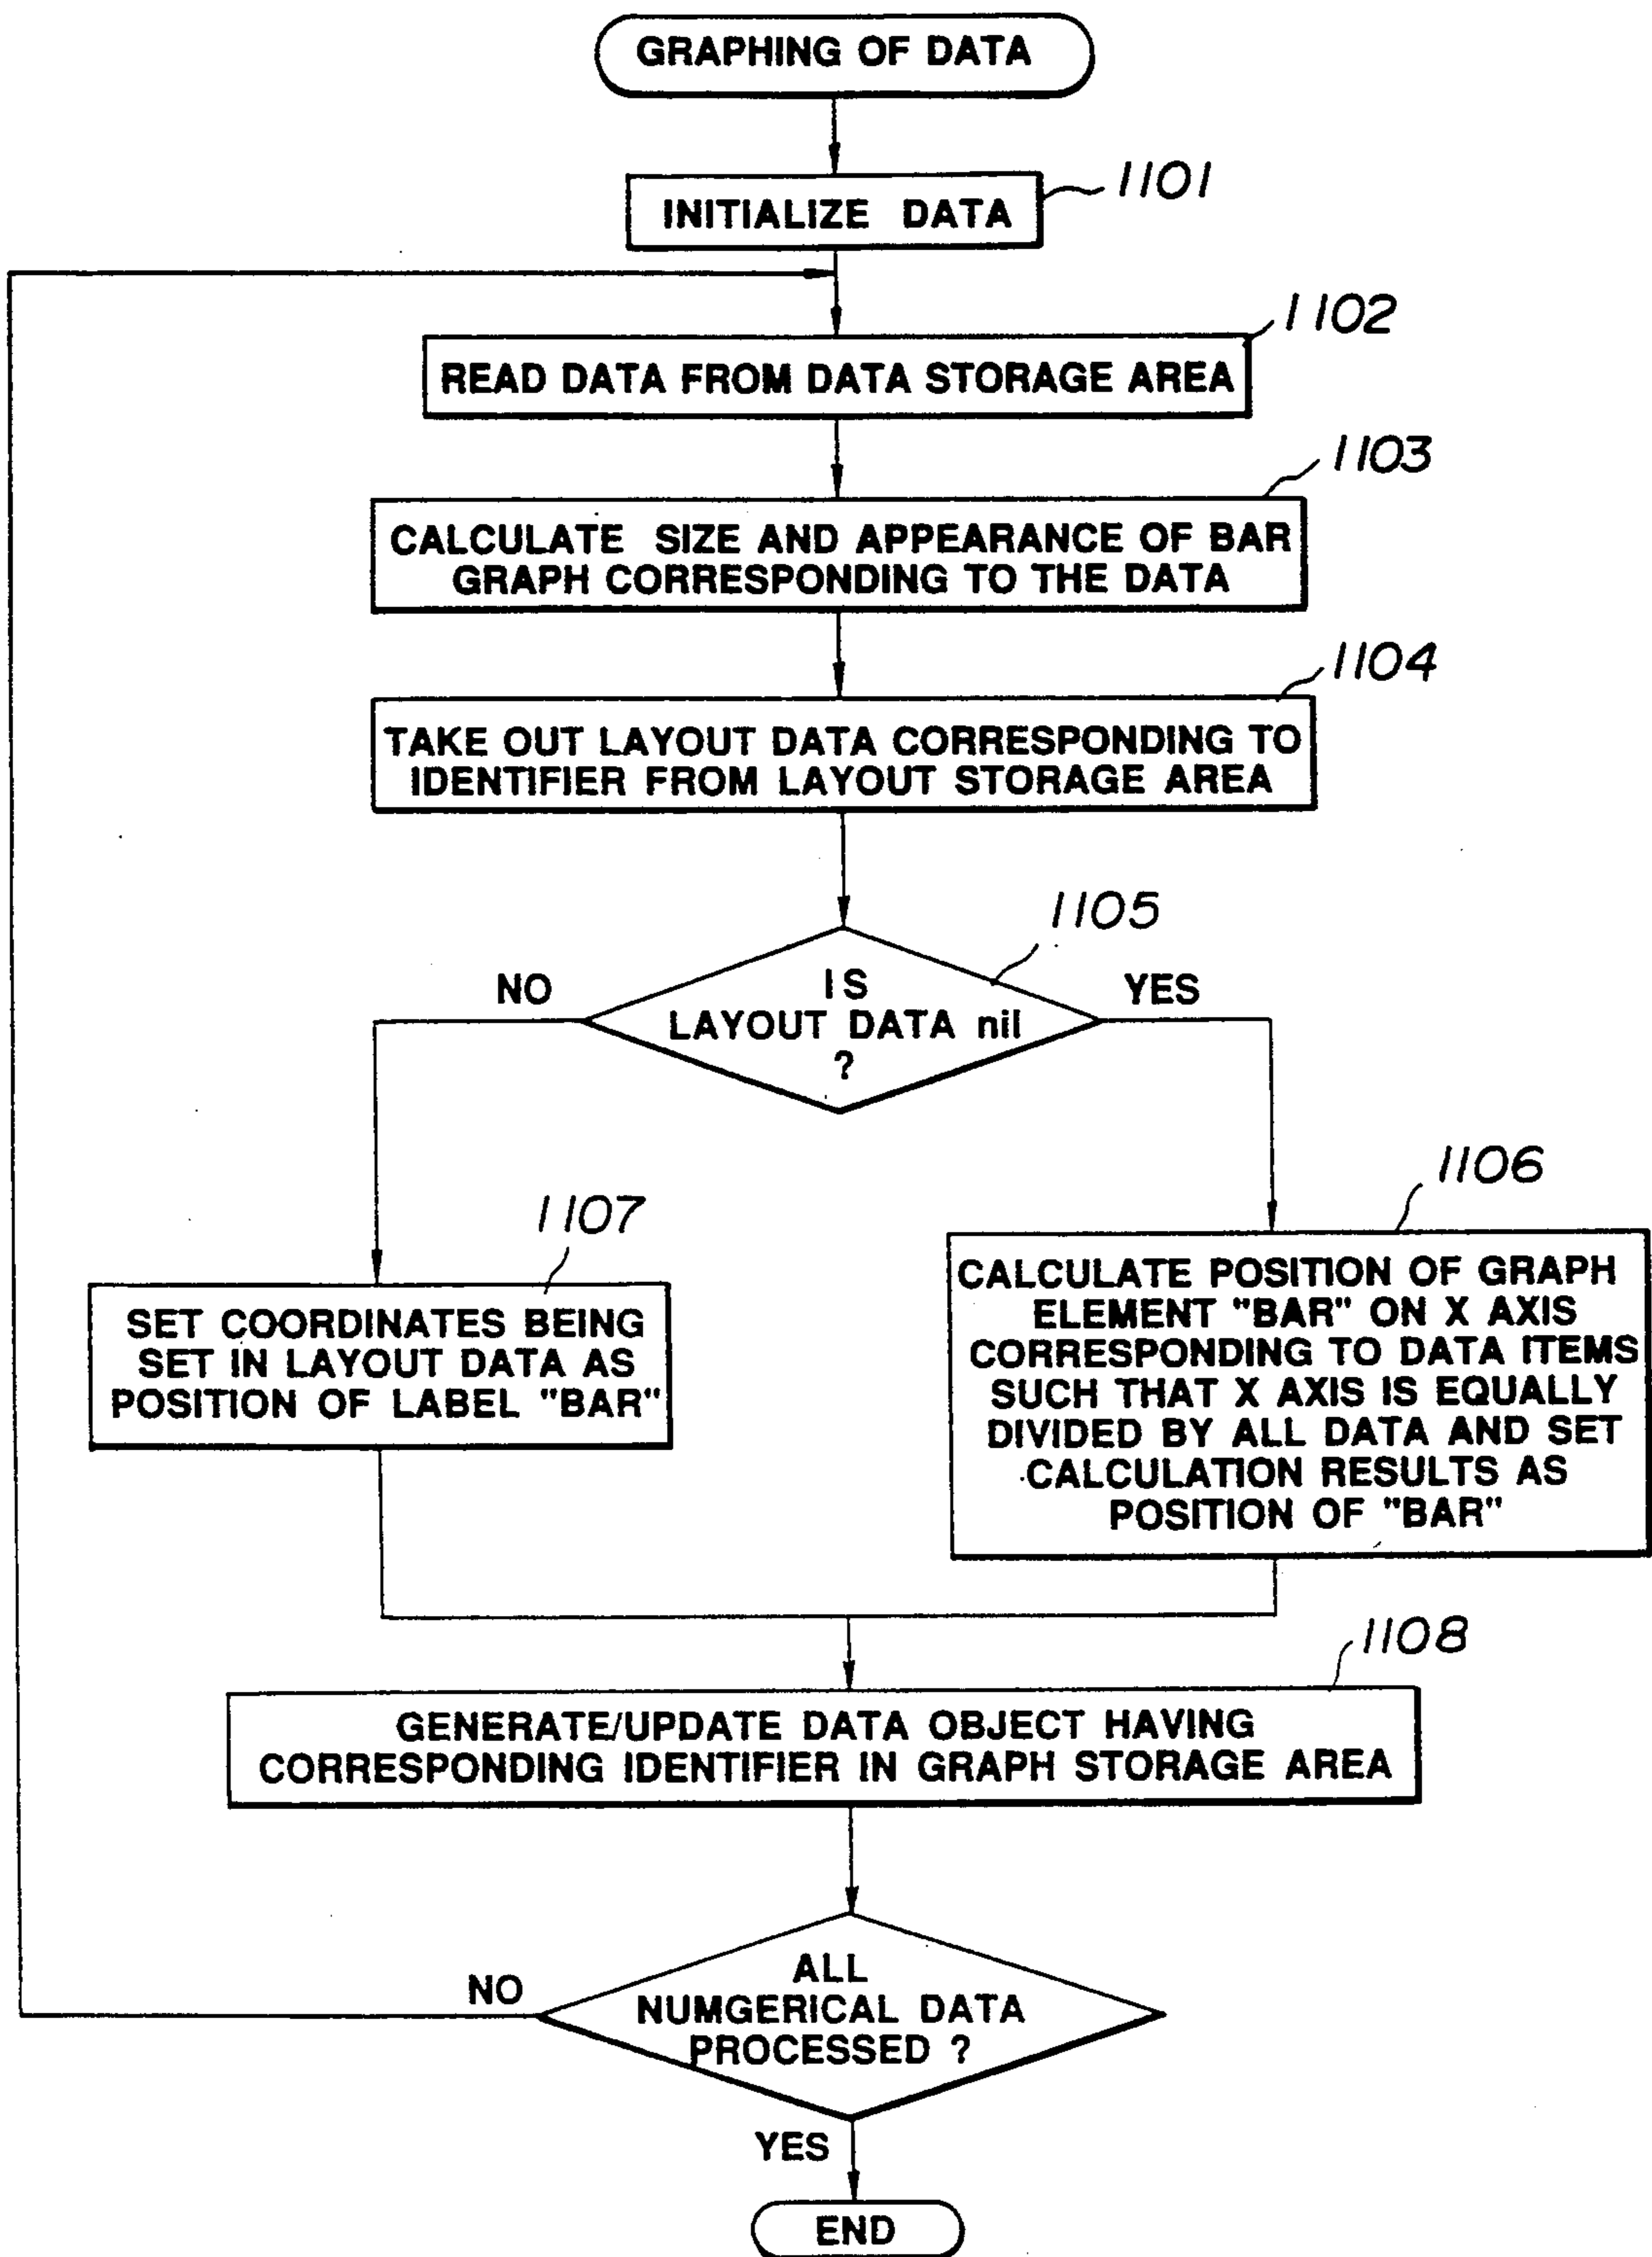 GRAPHING OF DATA
1101
INITIALIZE DATA
1102
READ DATA FROM DATA STORAGE AREA
1103
CALCULATE SIZE AND APPEARANCE OF BAR
GRAPH CORRESPONDING TO THE DATA
1104
TAKE OUT LAYOUT DATA CORRESPONDING TO
IDENTIFIER FROM LAYOUT STORAGE AREA
1105
NO
IS
LAYOUT DATA nil
?
YES
1107
SET COORDINATES BEING
SET IN LAYOUT DATA AS
POSITION OF LABEL "BAR"
1106
CALCULATE POSITION OF GRAPH
ELEMENT "BAR" ON X AXIS
CORRESPONDING TO DATA ITEMS
SUCH THAT X AXIS IS EQUALLY
DIVIDED BY ALL DATA AND SET
CALCULATION RESULTS AS
POSITION OF "BAR"
1108
GENERATE/UPDATE DATA OBJECT HAVING
CORRESPONDING IDENTIFIER IN GRAPH STORAGE AREA
NO
ALL
NUMGERICAL DATA
PROCESSED ?
YES
END